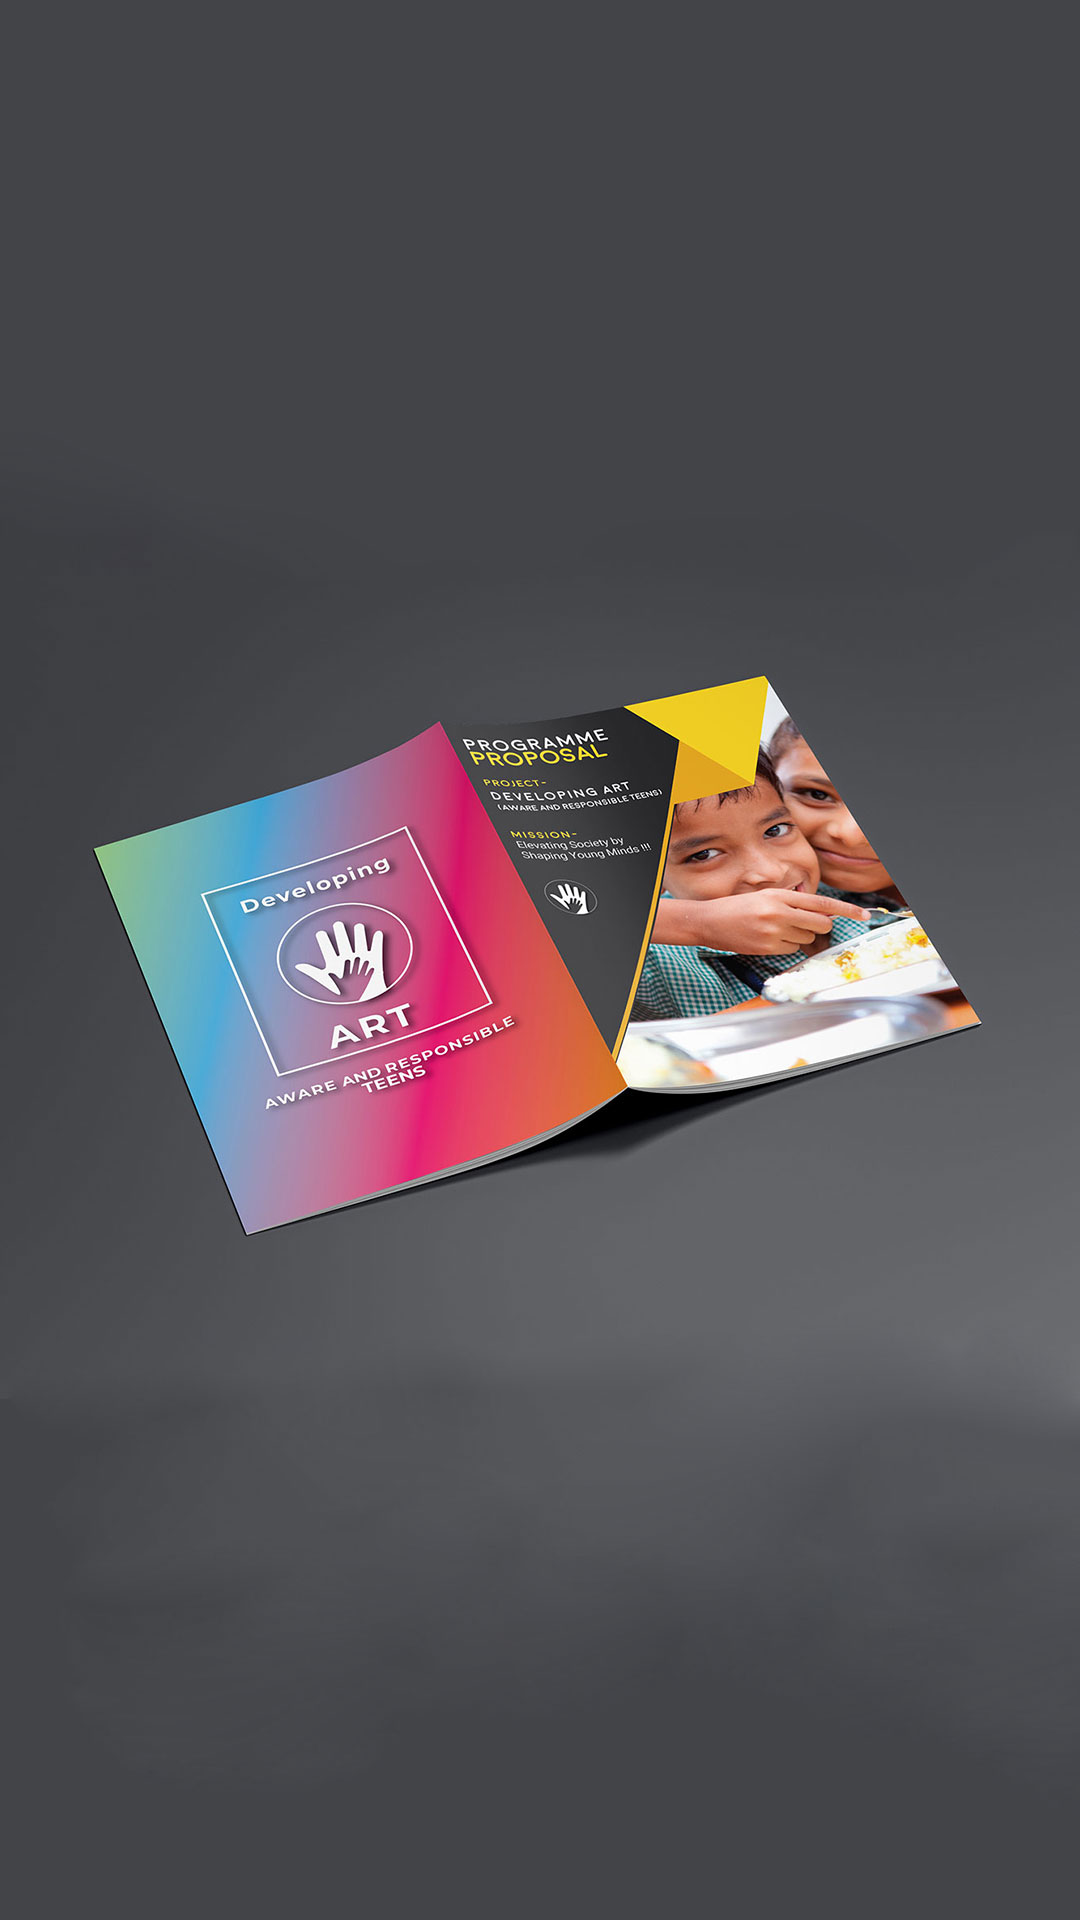 Developing
ART
AWARE AND RESPONSIBLE
TEENS
PROGRAMME
PROPOSAL
PROJECT-
DEVELOPING ART
(AWARE AND RESPONSIBLE TEENS)
MISSION-
Elevating Society by
Shaping Young Minds !!!